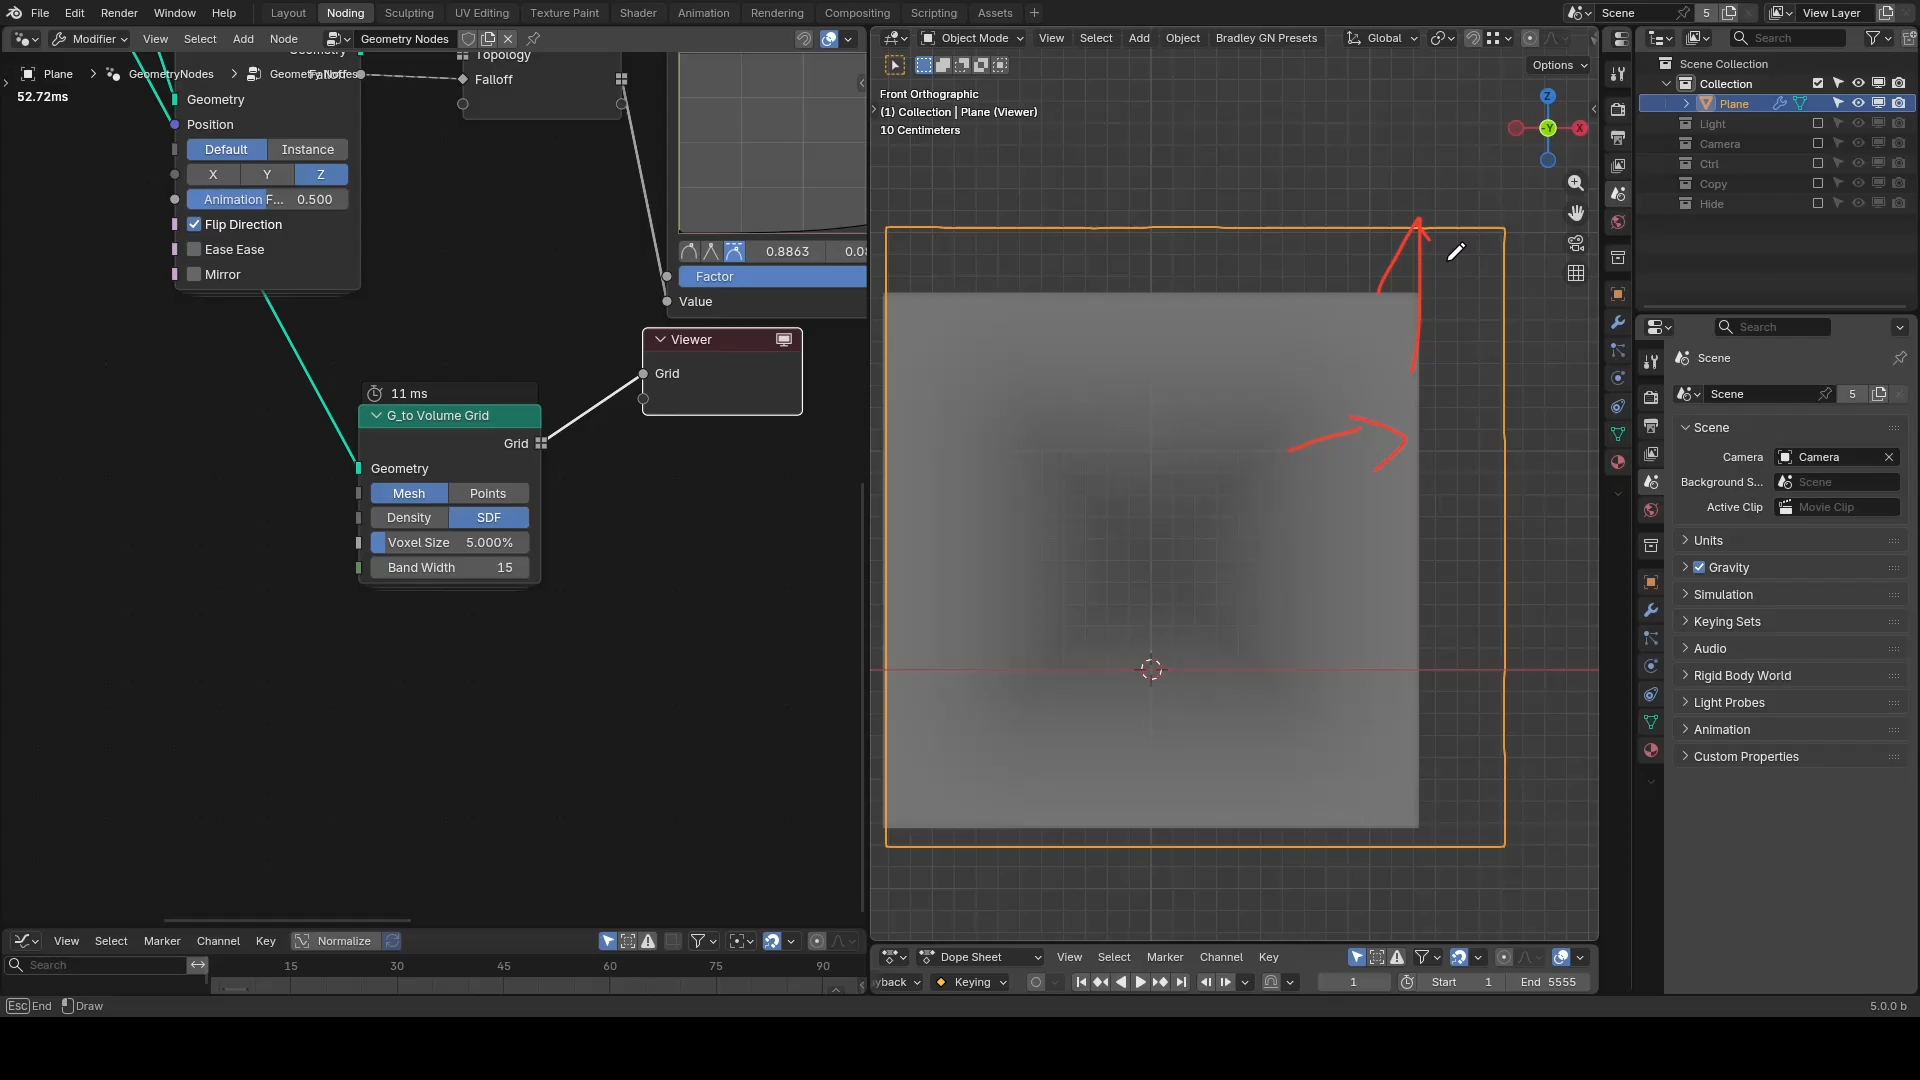 File Edit Render Window Help Layout Noding Sculpting UV Editing Texture Paint Shader Animation Rendering Compositing Scripting Assets + Scene 5 View Layer
Modifier View Select Add Node Geometry Nodes
Object Mode View Select Add Object Bradley GN Presets Global
Search
Options
Plane GeometryNodes
52.72ms
Topology
Falloff
Geometry
Position
Default Instance
X Y Z
Animation F... 0.500
Flip Direction
Ease Ease
Mirror
0.8863
Factor
Value
Viewer
Grid
11 ms
G_to Volume Grid
Grid
Geometry
Mesh Points
Density SDF
Voxel Size 5.000%
Band Width 15
Front Orthographic
(1) Collection | Plane (Viewer)
10 Centimeters
Z
-Y
X
Scene Collection
Collection
Plane
Light
Camera
Ctrl
Copy
Hide
Search
Scene
Scene 5
Scene
Camera Camera
Background S... Scene
Active Clip Movie Clip
Units
Gravity
Simulation
Keying Sets
Audio
Rigid Body World
Light Probes
Animation
Custom Properties
View Select Marker Channel Key Normalize
Search
15 30 45 60 75 90
Dope Sheet View Select Marker Channel Key
yback Keying 1 Start 1 End 5555
Esc End Draw
5.0.0 b